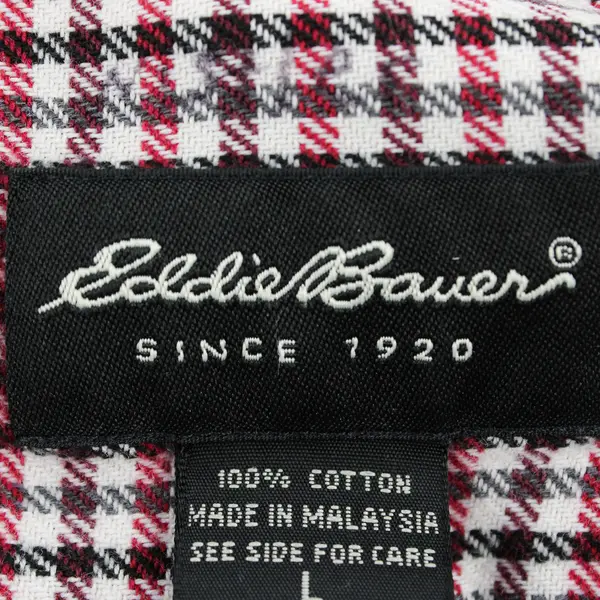 Eddie Bauer®
SINCE 1920
100% COTTON
MADE IN MALAYSIA
SEE SIDE FOR CARE